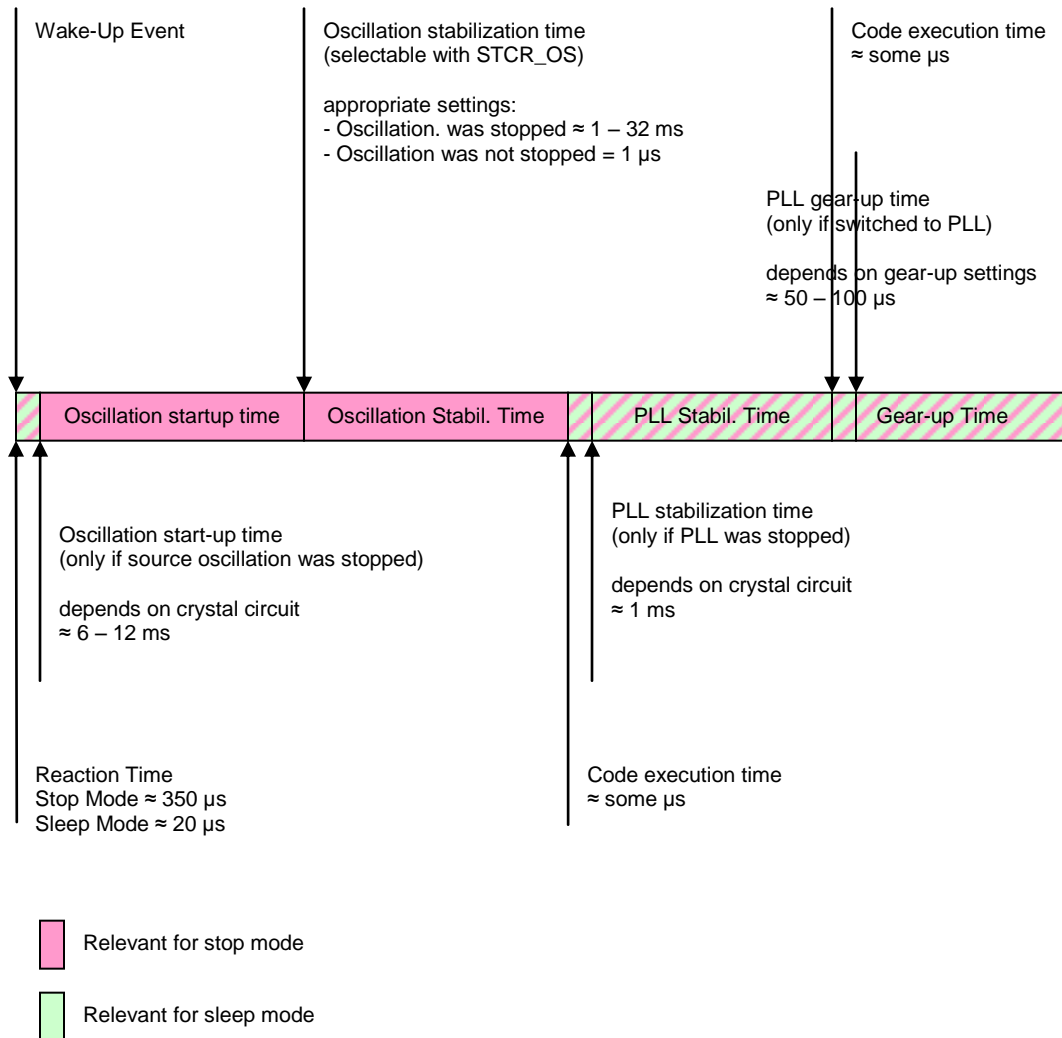 Wake-Up Event
Oscillation stabilization time
(selectable with STCR_OS)
appropriate settings:
- Oscillation. was stopped ≈ 1 – 32 ms
- Oscillation was not stopped = 1 µs
Code execution time
≈ some µs
PLL gear-up time
(only if switched to PLL)
depends on gear-up settings
≈ 50 – 100 µs
Oscillation startup time
Oscillation Stabil. Time
PLL Stabil. Time
Gear-up Time
Oscillation start-up time
(only if source oscillation was stopped)
depends on crystal circuit
≈ 6 – 12 ms
PLL stabilization time
(only if PLL was stopped)
depends on crystal circuit
≈ 1 ms
Reaction Time
Stop Mode ≈ 350 µs
Sleep Mode ≈ 20 µs
Code execution time
≈ some µs
Relevant for stop mode
Relevant for sleep mode